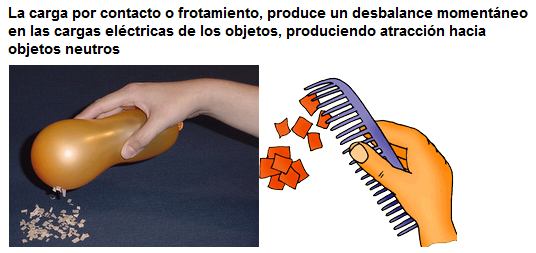 La carga por contacto o frotamiento, produce un desbalance momentáneo
en las cargas eléctricas de los objetos, produciendo atracción hacia
objetos neutros